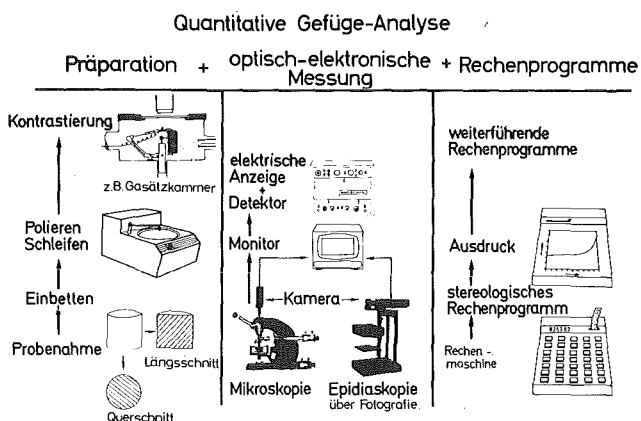 Quantitative Gefüge-Analyse
Präparation + optisch-elektronische Messung + Rechenprogramme
Kontrastierung
z.B. Gasätzkammer
Polieren
Schleifen
Einbetten
Probenahme
Längsschnitt
Querschnitt
elektrische
Anzeige
+
Detektor
Monitor
Kamera
Mikroskopie
Epidiaskopie
über Fotografie
weiterführende
Rechenprogramme
Ausdruck
stereologisches
Rechenprogramm
Rechen-
maschine